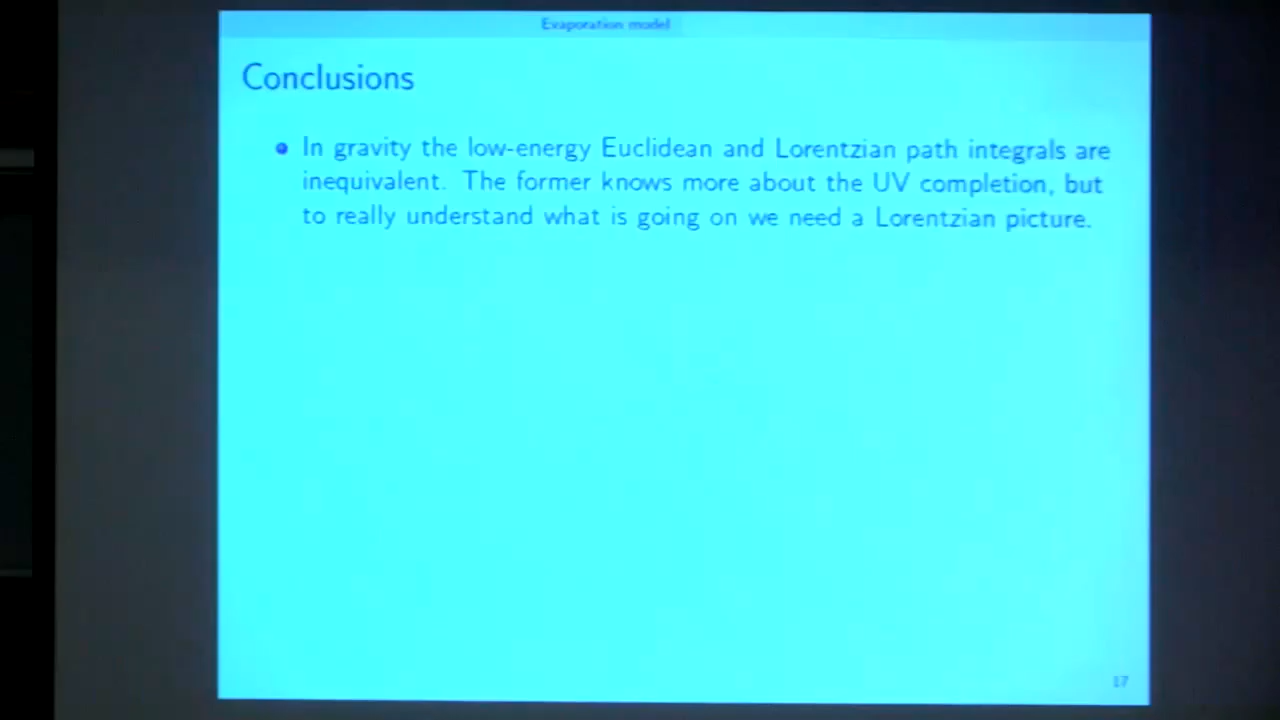 Evaporation model
Conclusions
In gravity the low-energy Euclidean and Lorentzian path integrals are
inequivalent. The former knows more about the UV completion, but
to really understand what is going on we need a Lorentzian picture.
17